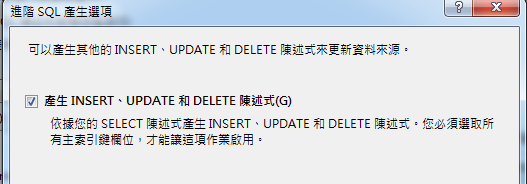 進階 SQL 產生選項
可以產生其他的 INSERT、UPDATE 和 DELETE 陳述式來更新資料來源。
產生 INSERT、UPDATE 和 DELETE 陳述式(G)
依據您的 SELECT 陳述式產生 INSERT、UPDATE 和 DELETE 陳述式。您必須選取所
有主索引鍵欄位，才能讓這項作業啟用。